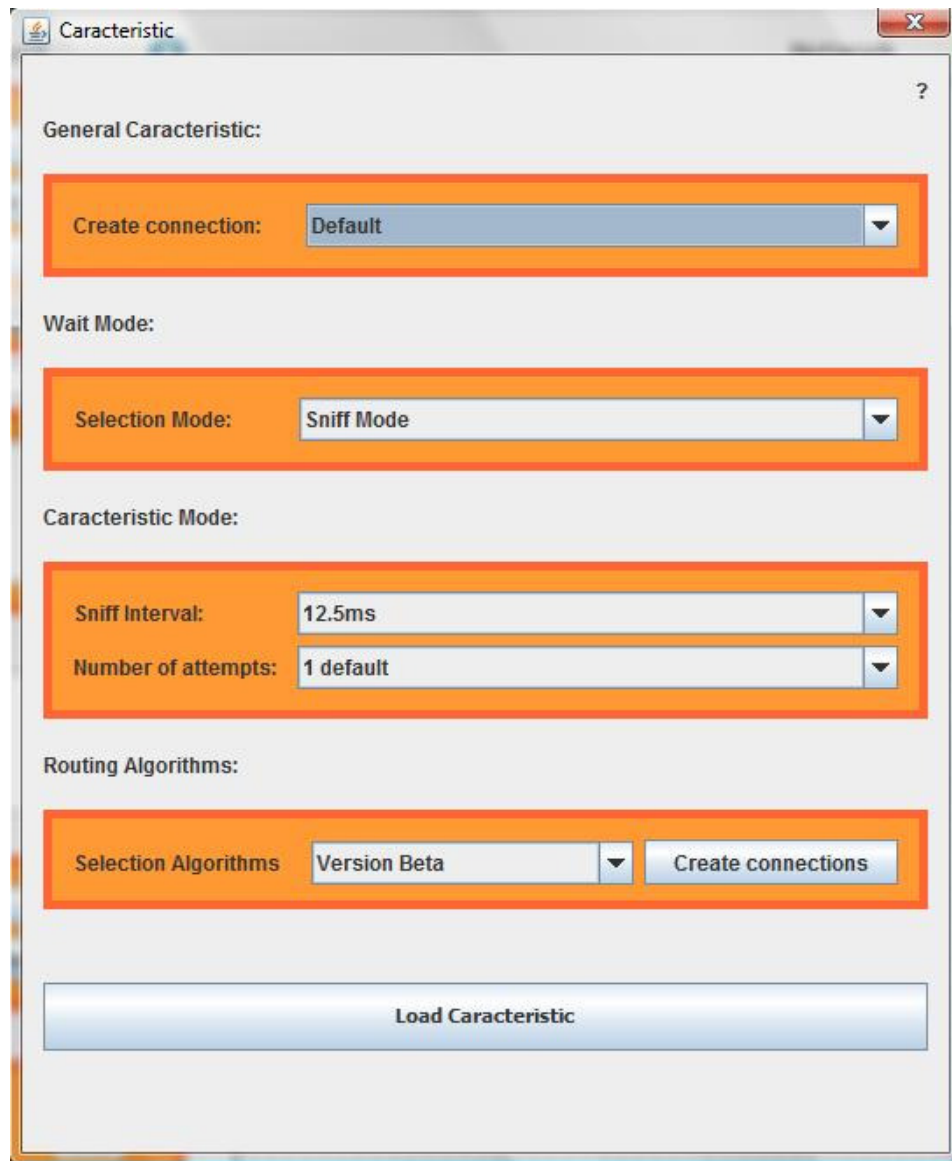 Caracteristic
?
General Caracteristic:
Create connection: Default
Wait Mode:
Selection Mode: Sniff Mode
Caracteristic Mode:
Sniff Interval: 12.5ms
Number of attempts: 1 default
Routing Algorithms:
Selection Algorithms Version Beta Create connections
Load Caracteristic